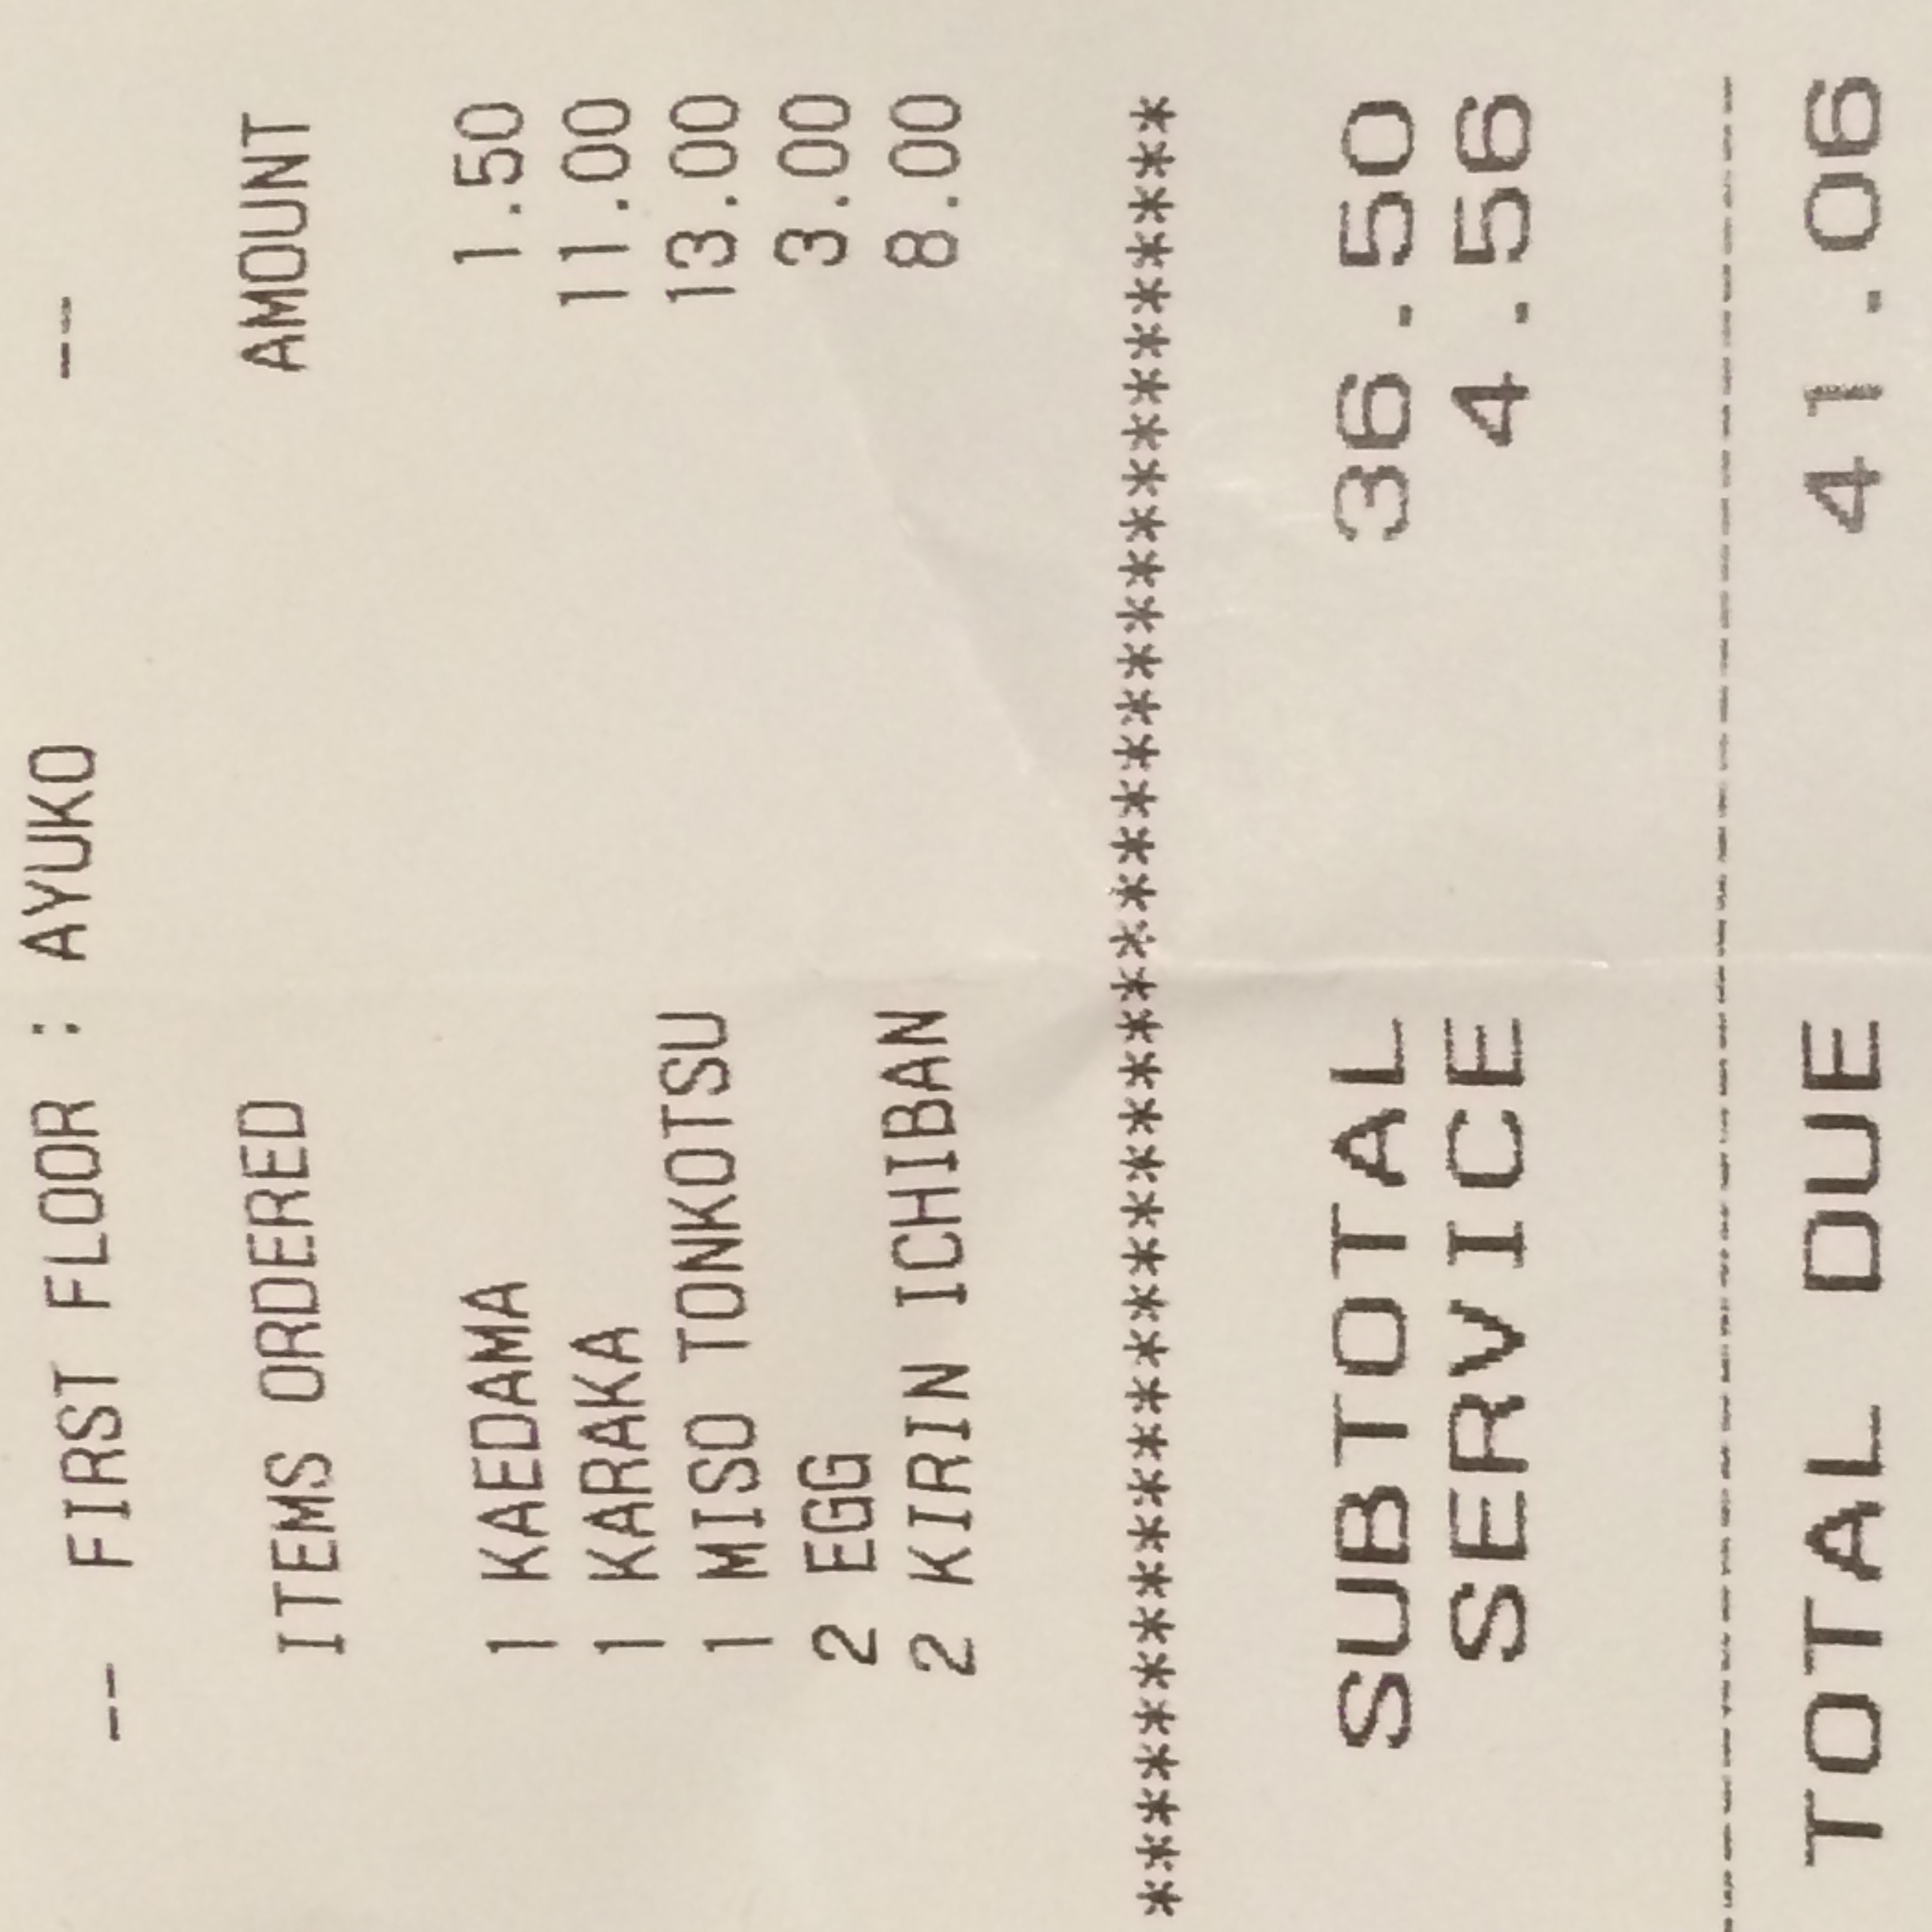 -- FIRST FLOOR : AYUKO --
ITEMS ORDERED AMOUNT
1 KAEDAMA 1.50
1 KARAKA 11.00
1 MISO TONKOTSU 13.00
2 EGG 3.00
2 KIRIN ICHIBAN 8.00
****************************************
SUBTOTAL 36.50
SERVICE 4.56
----------------------------------------
TOTAL DUE 41.06